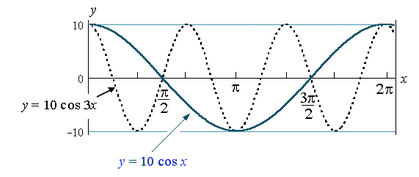 y
10
0
x
π
2π
π/2
3π/2
y = 10 cos 3x
-10
y = 10 cos x